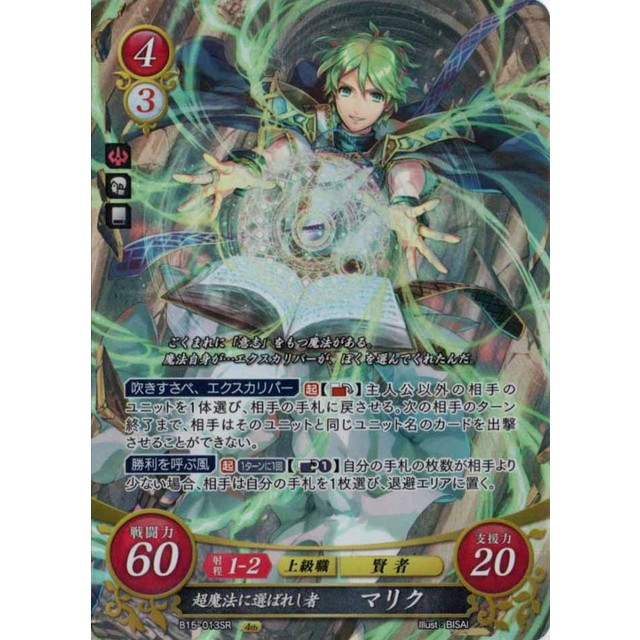 4
3
ごくまれに「意志」をもつ魔法がある。
魔法自身が…エクスカリバーが、ぼくを選んでくれたんだ。
吹きすさべ、エクスカリバー 起【 】主人公以外の相手の
ユニットを1体選び、相手の手札に戻させる。次の相手のターン
終了まで、相手はそのユニットと同じユニット名のカードを出撃
させることができない。
勝利を呼ぶ風 起 1ターンに1回【 1】自分の手札の枚数が相手より
少ない場合、相手は自分の手札を1枚選び、退避エリアに置く。
戦闘力 60 射程 1-2 上級職 賢者 支援力 20
超魔法に選ばれし者 マリク
B16-013SR 4th Illust:BISAI